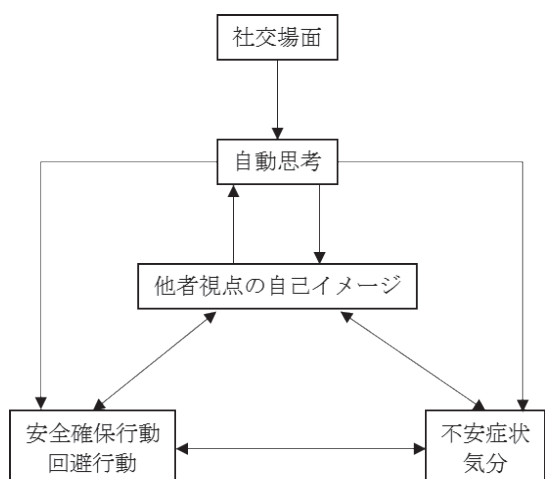 社交場面
自動思考
他者視点の自己イメージ
安全確保行動
回避行動
不安症状
気分